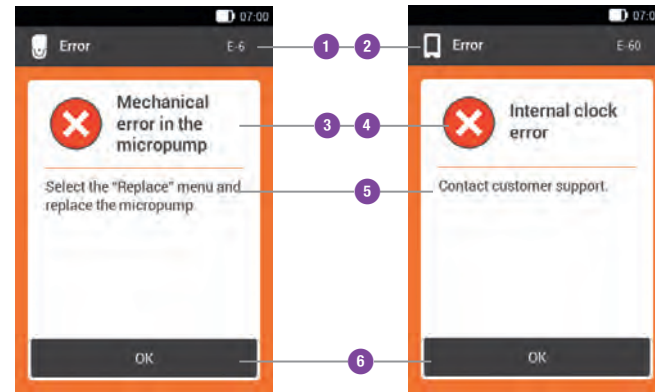 07:00
Error E-6
Mechanical
error in the
micropump
Select the "Replace" menu and
replace the micropump
OK
1 2
3 4
5
6
07:0
Error E-60
Internal clock
error
Contact customer support.
OK